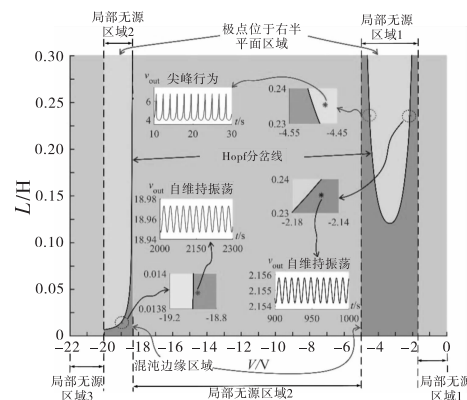 局部无源
区域2
极点位于右半
平面区域
局部无源
区域1
0.30
0.25
0.20
0.15
0.10
0.05
0
L/H
vout 尖峰行为
6
4
10 20 30
t/s
0.24
0.23
-4.55 -4.45
Hopf分岔线
vout 自维持振荡
18.98
18.96
18.94
2000 2150 2300
t/s
0.24
0.23
-2.18 -2.14
0.014
0.0138
-19.2 -18.8
vout 自维持振荡
2.156
2.155
2.154
900 950 1000
t/s
-22 -20 -18 -16 -14 -12 -10 -8 -6 -4 -2 0
混沌边缘区域
V/V
局部无源
区域3
局部无源区域2
局部无源
区域1